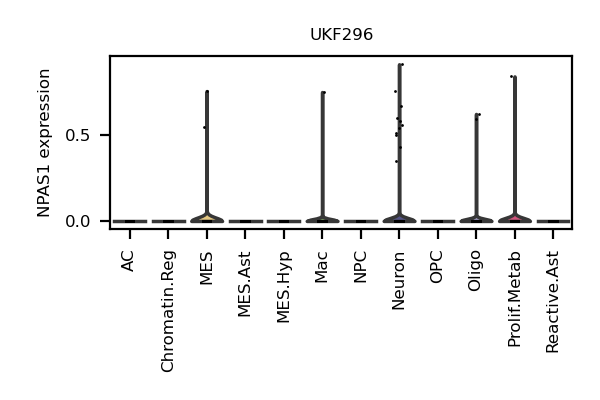 UKF296
NPAS1 expression
0.5
0.0
AC
Chromatin.Reg
MES
MES.Ast
MES.Hyp
Mac
NPC
Neuron
OPC
Oligo
Prolif.Metab
Reactive.Ast